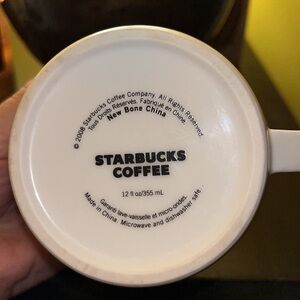 © 2008 Starbucks Coffee Company. All Rights Reserved.
Tous Droits Réservés. Fabriqué en Chine.
New Bone China
STARBUCKS
COFFEE
12 fl oz/355 mL
Garanti lave-vaisselle et micro-ondes.
Made in China. Microwave and dishwasher safe.